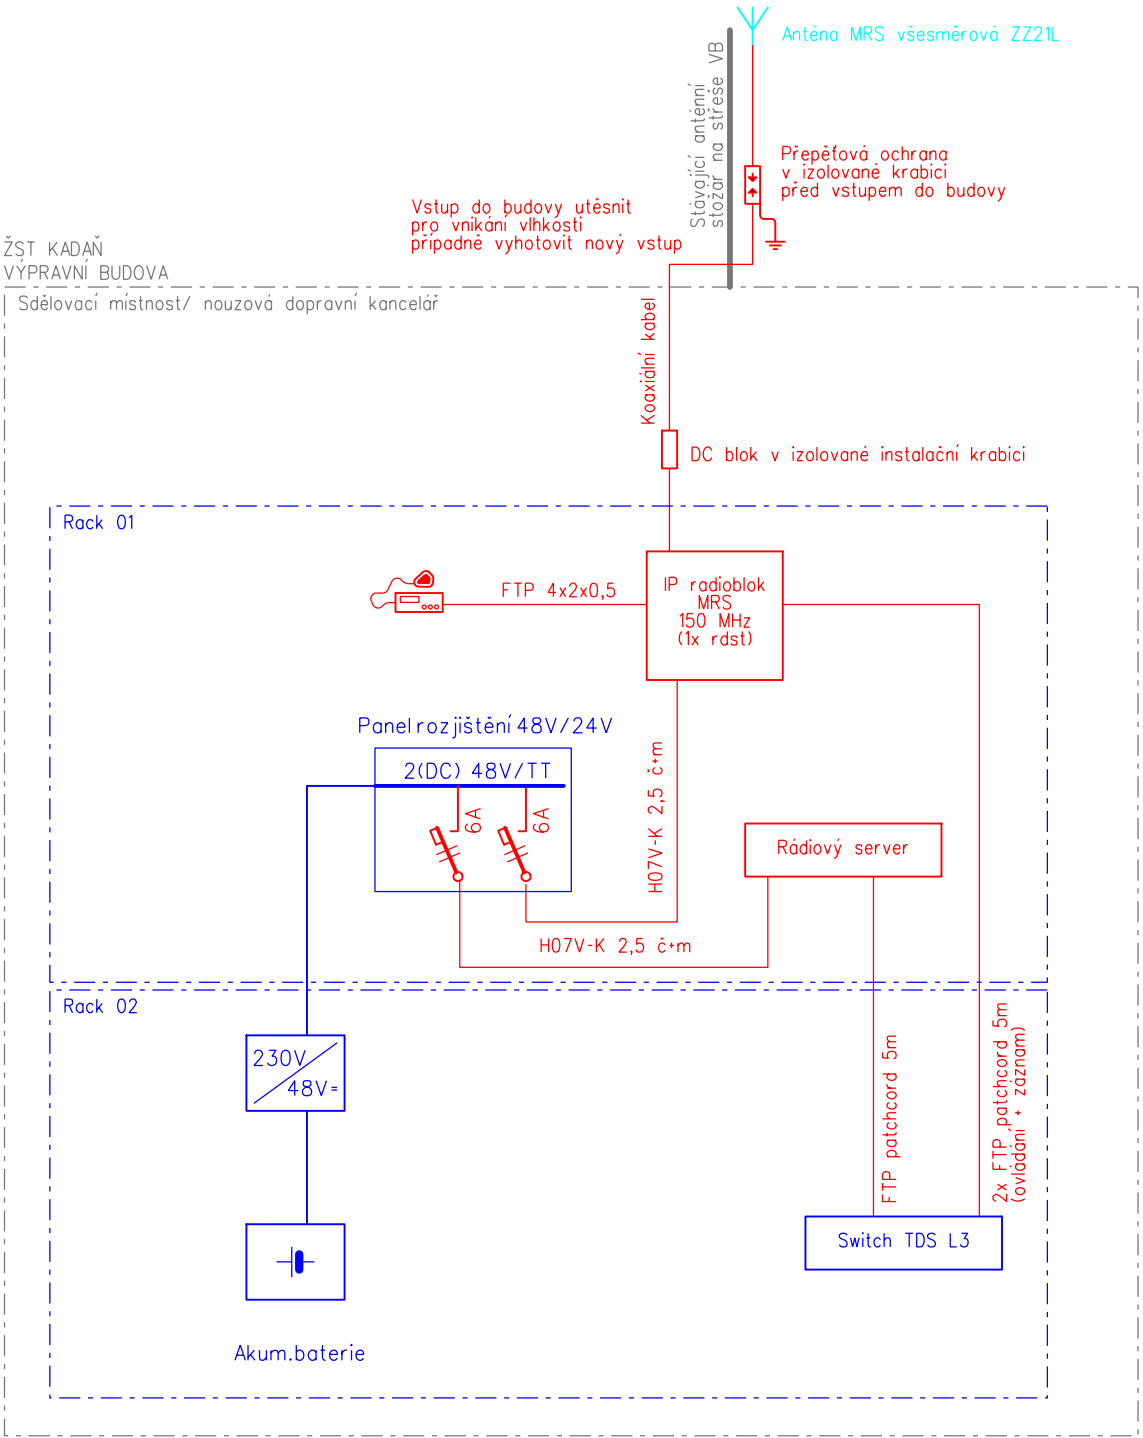 Anténa MRS všesměrová ZZ21L
Stávající anténní
stožár na střeše VB
Přepěťová ochrana
v izolované krabici
před vstupem do budovy
Vstup do budovy utěsnit
pro vnikání vlhkosti
případně vyhotovit nový vstup
ŽST KADAŇ
VÝPRAVNÍ BUDOVA
Sdělovací místnost/ nouzová dopravní kancelář
Koaxiální kabel
DC blok v izolované instalační krabici
Rack 01
FTP 4x2x0,5
IP radioblok
MRS
150 MHz
(1x rdst)
Panel rozjištění 48V/24V
2(DC) 48V/TT
6A
6A
H07V-K 2,5 č+m
Rádiový server
H07V-K 2,5 č+m
Rack 02
230V
48V=
FTP patchcord 5m
2x FTP patchcord 5m
(ovládání + záznam)
Switch TDS L3
Akum.baterie